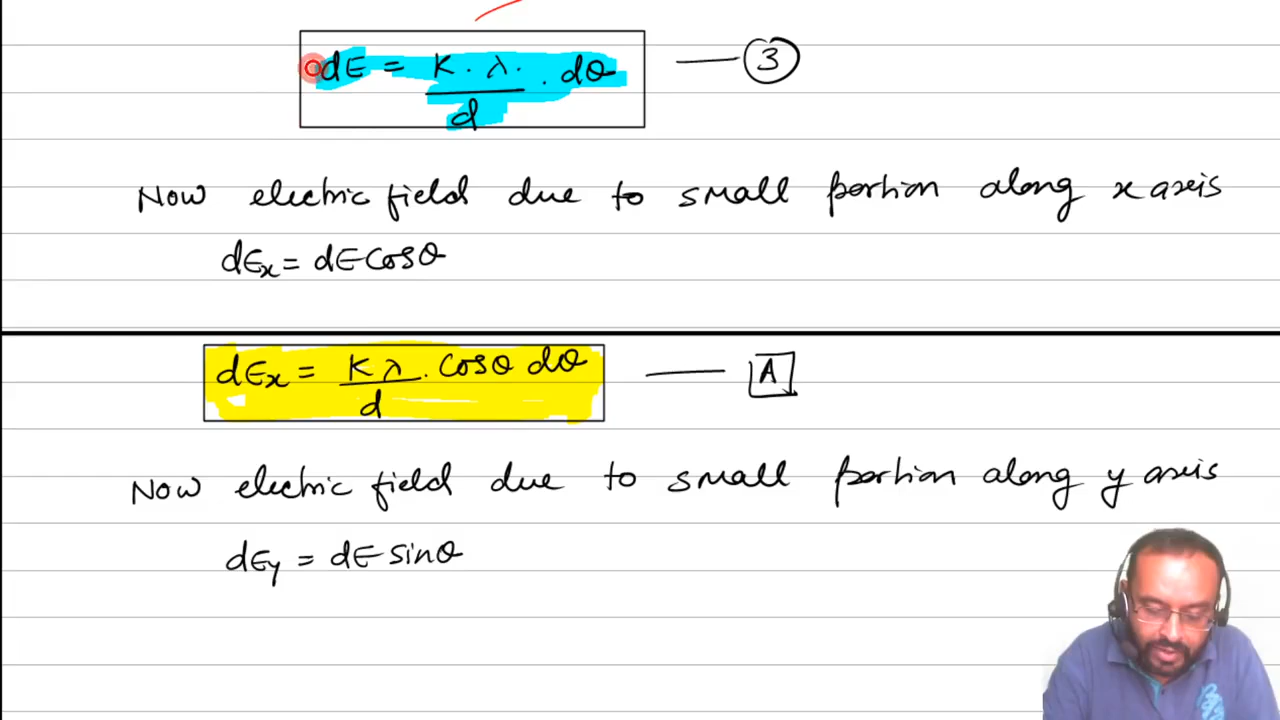 dE = K . λ . dθ —— 3
d
Now electric field due to small portion along x axis
dEx = dE Cosθ
dEx = K λ . Cosθ dθ —— A
d
Now electric field due to small portion along y axis
dEy = dE sinθ